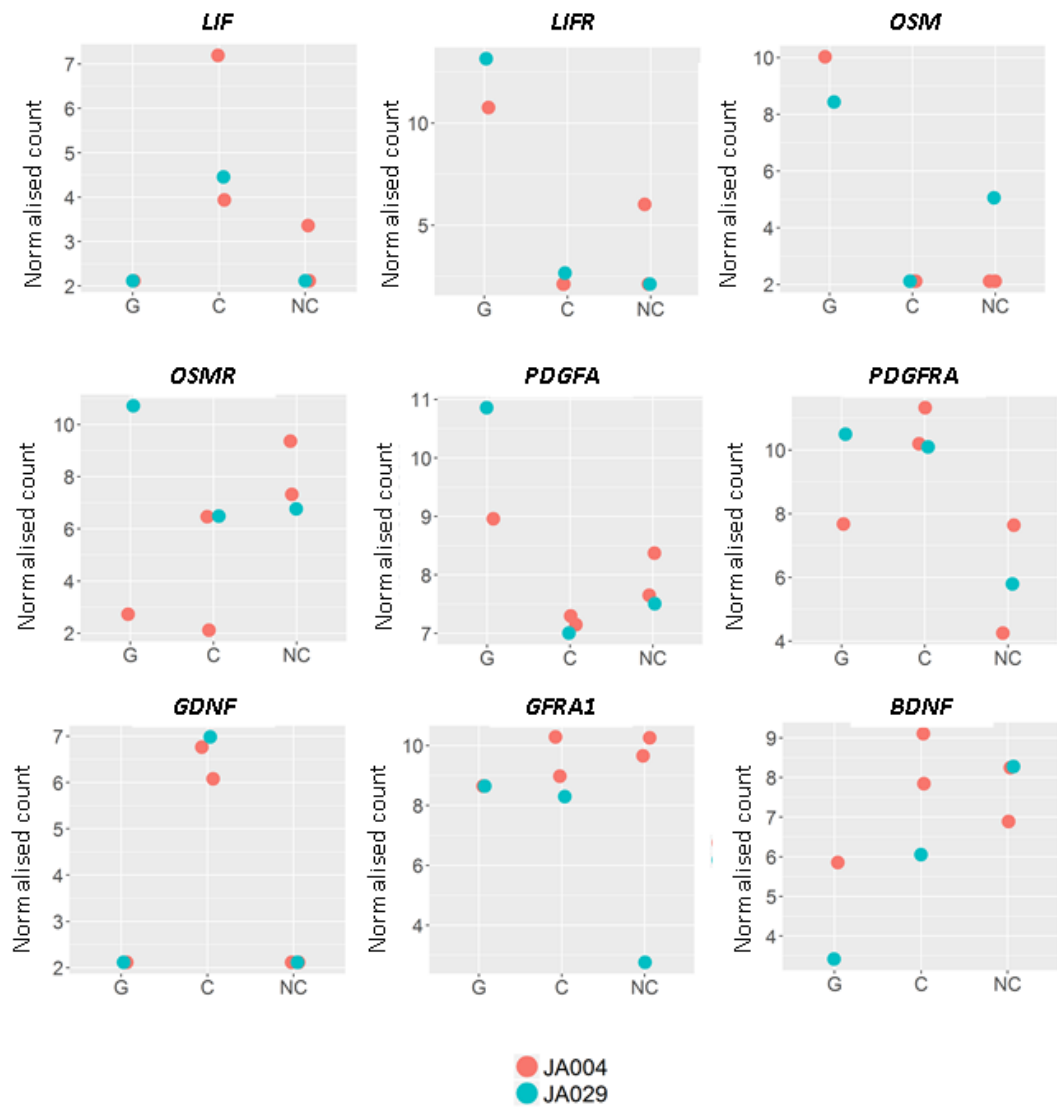 LIF LIFR OSM
Normalised count Normalised count Normalised count
7 10 10
6 5 8
5 6
4 4
3 2
2
G C NC G C NC G C NC
OSMR PDGFA PDGFRA
Normalised count Normalised count Normalised count
10 11 10
8 10 8
6 9 6
4 8 4
2 7
G C NC G C NC G C NC
GDNF GFRA1 BDNF
Normalised count Normalised count Normalised count
7 10 9
6 8 8
5 6 7
4 4 6
3 5
2 4
G C NC G C NC G C NC
JA004
JA029